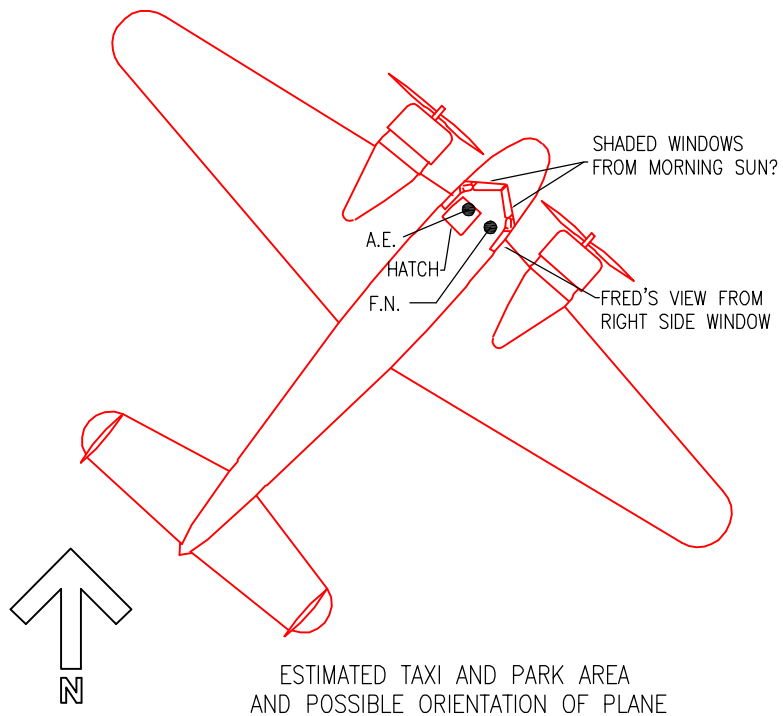 SHADED WINDOWS
FROM MORNING SUN?
A.E.
HATCH
F.N.
FRED'S VIEW FROM
RIGHT SIDE WINDOW
N
ESTIMATED TAXI AND PARK AREA
AND POSSIBLE ORIENTATION OF PLANE